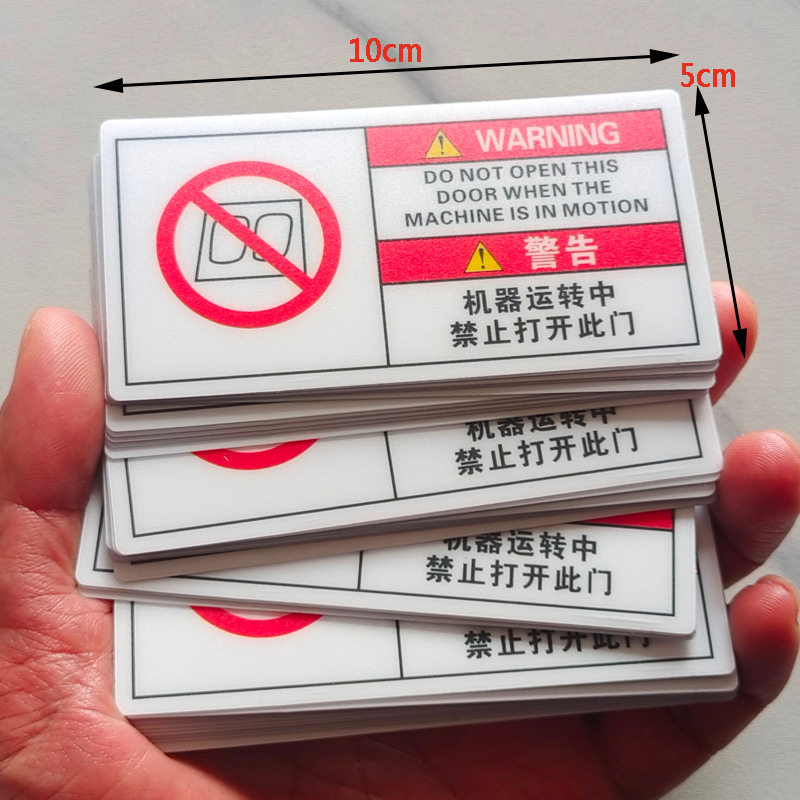 10cm
5cm
WARNING
DO NOT OPEN THIS
DOOR WHEN THE
MACHINE IS IN MOTION
警告
机器运转中
禁止打开此门
机器运转中
禁止打开此门
机器运转中
禁止打开此门
禁止打开此门